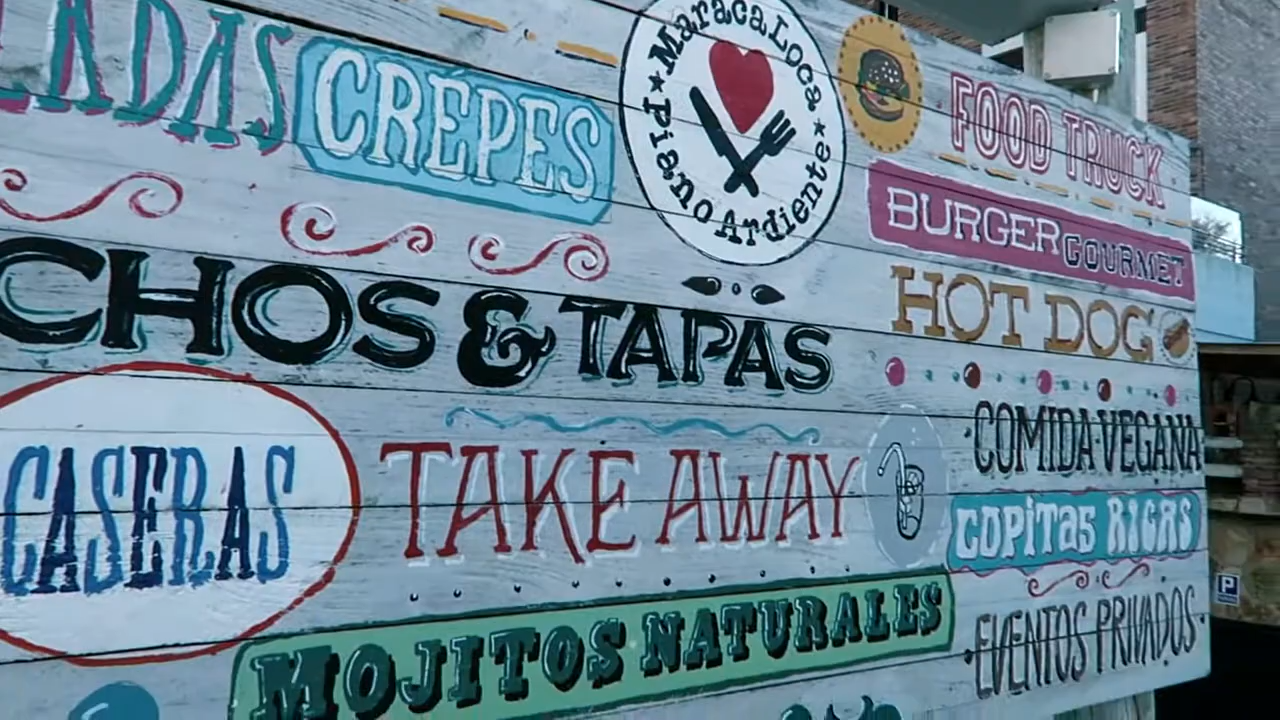 CRÊPES
MaracaLoca
Piano Ardiente
FOOD TRUCK
BURGER GOURMET
HOT DOG
CHOS & TAPAS
COMIDA VEGANA
CASERAS
TAKE AWAY
COPITAS RICAS
MOJITOS NATURALES
EVENTOS PRIVADOS
P